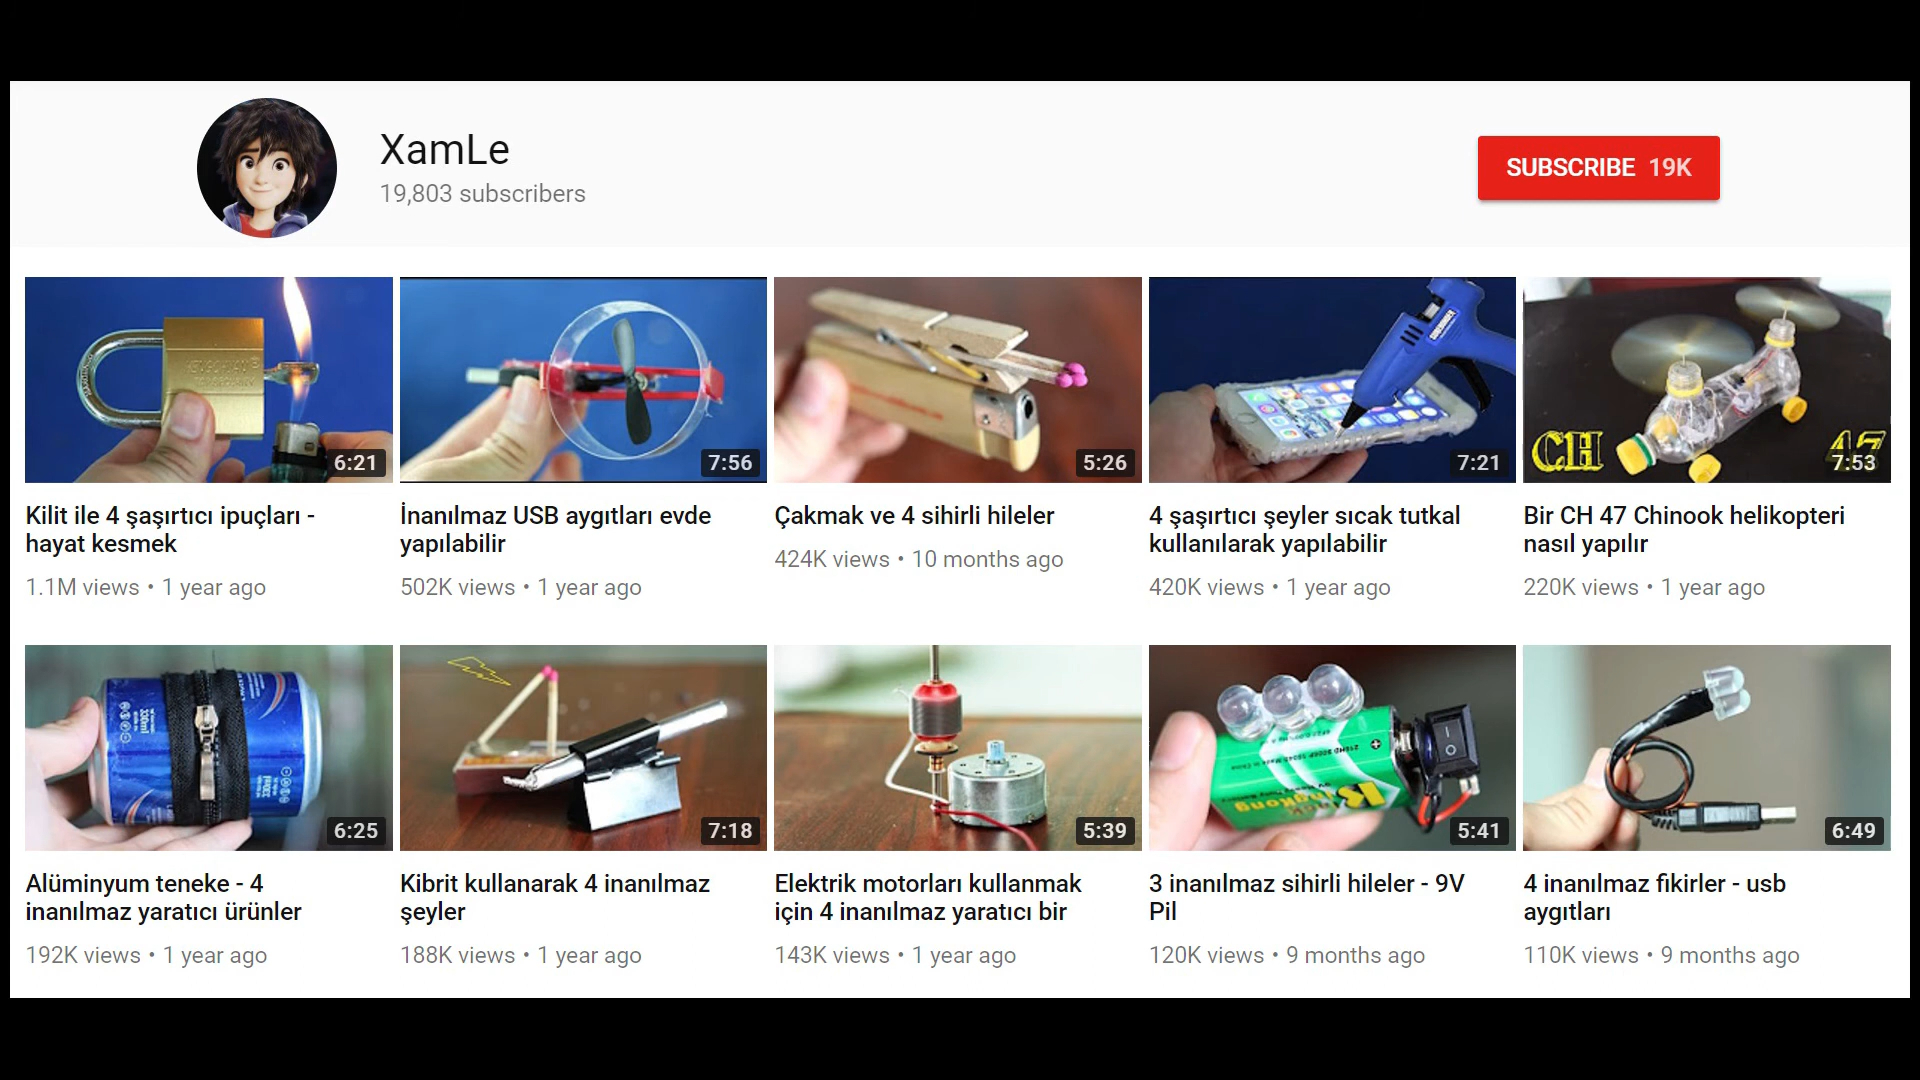 XamLe
19,803 subscribers
SUBSCRIBE 19K
6:21
7:56
5:26
7:21
CH 47
7:53
Kilit ile 4 şaşırtıcı ipuçları -
hayat kesmek
1.1M views • 1 year ago
İnanılmaz USB aygıtları evde
yapılabilir
502K views • 1 year ago
Çakmak ve 4 sihirli hileler
424K views • 10 months ago
4 şaşırtıcı şeyler sıcak tutkal
kullanılarak yapılabilir
420K views • 1 year ago
Bir CH 47 Chinook helikopteri
nasıl yapılır
220K views • 1 year ago
330ml
6:25
7:18
5:39
KingKong
5:41
6:49
Alüminyum teneke - 4
inanılmaz yaratıcı ürünler
192K views • 1 year ago
Kibrit kullanarak 4 inanılmaz
şeyler
188K views • 1 year ago
Elektrik motorları kullanmak
için 4 inanılmaz yaratıcı bir
143K views • 1 year ago
3 inanılmaz sihirli hileler - 9V
Pil
120K views • 9 months ago
4 inanılmaz fikirler - usb
aygıtları
110K views • 9 months ago